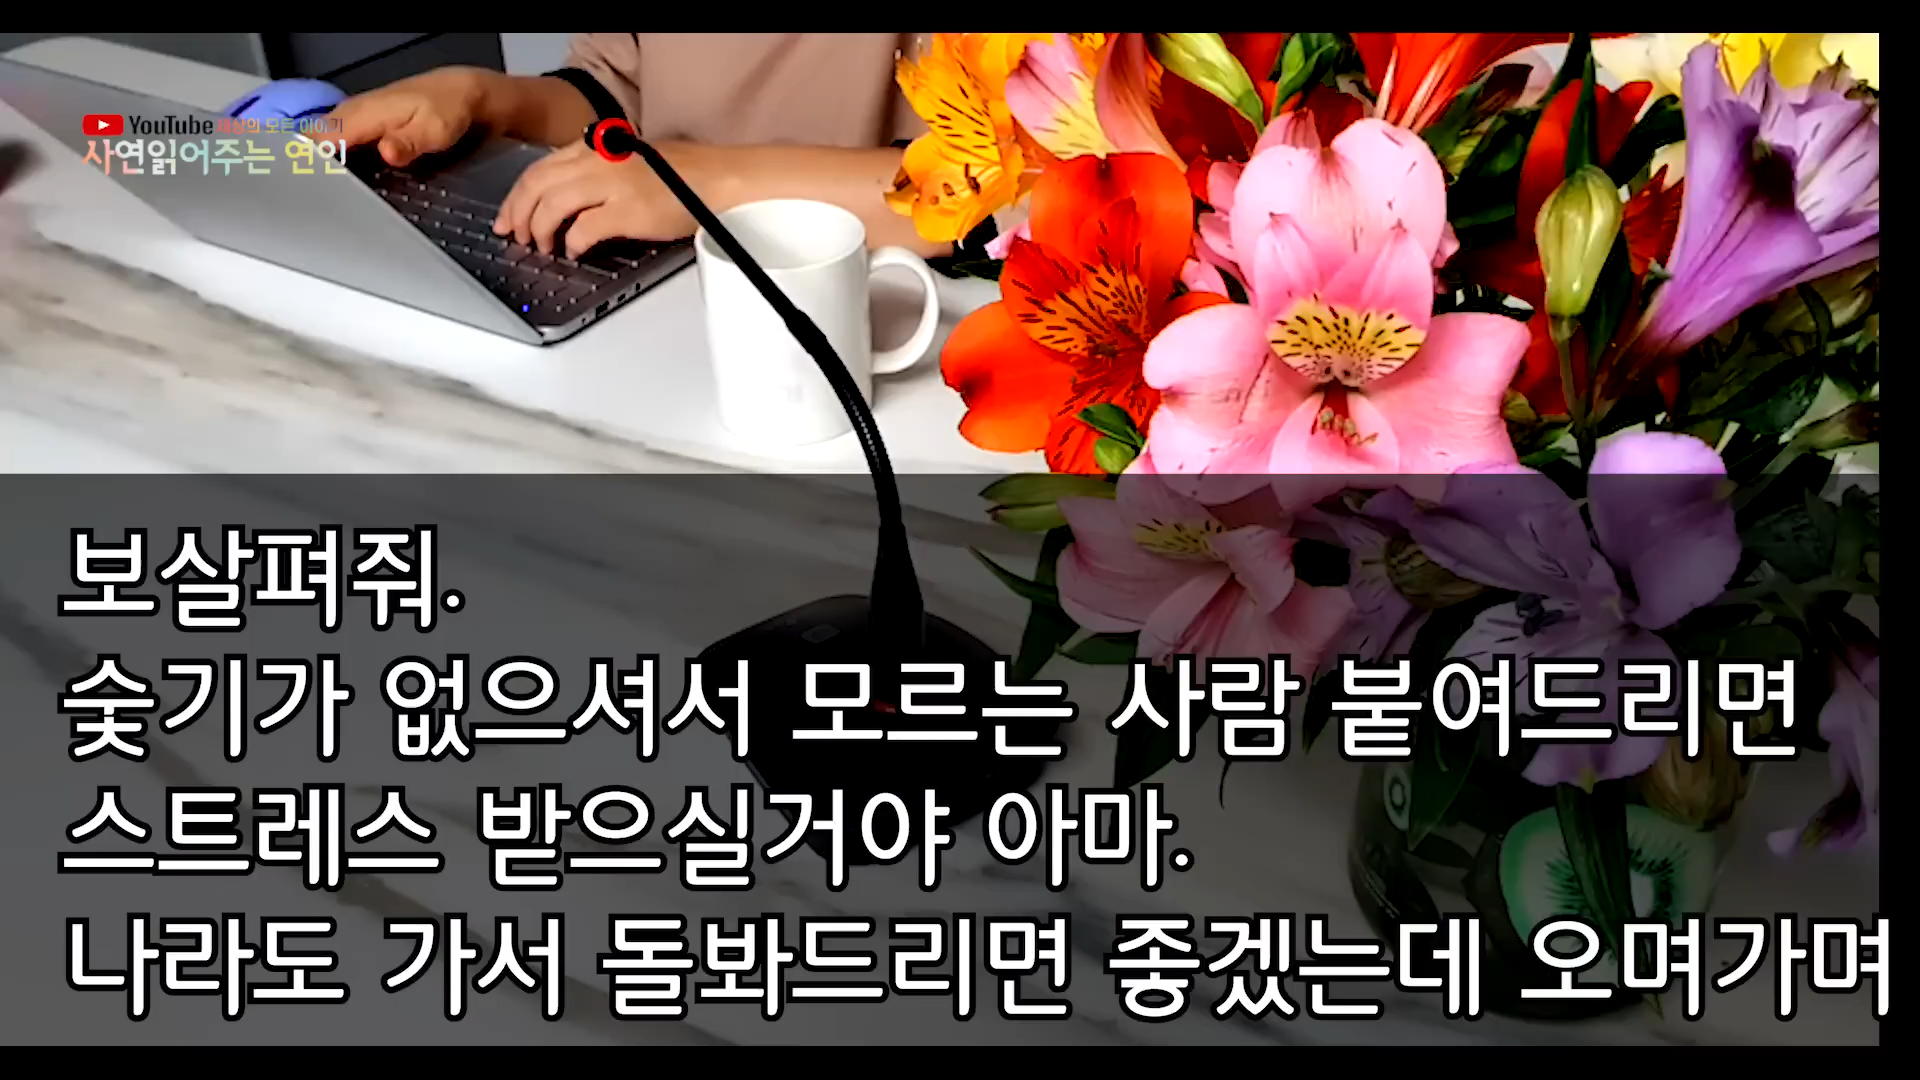 YouTube 세상의 모든 이야기
사연읽어주는 연인
보살펴줘.
숯기가 없으셔서 모르는 사람 붙여드리면
스트레스 받으실거야 아마.
나라도 가서 돌봐드리면 좋겠는데 오며가며